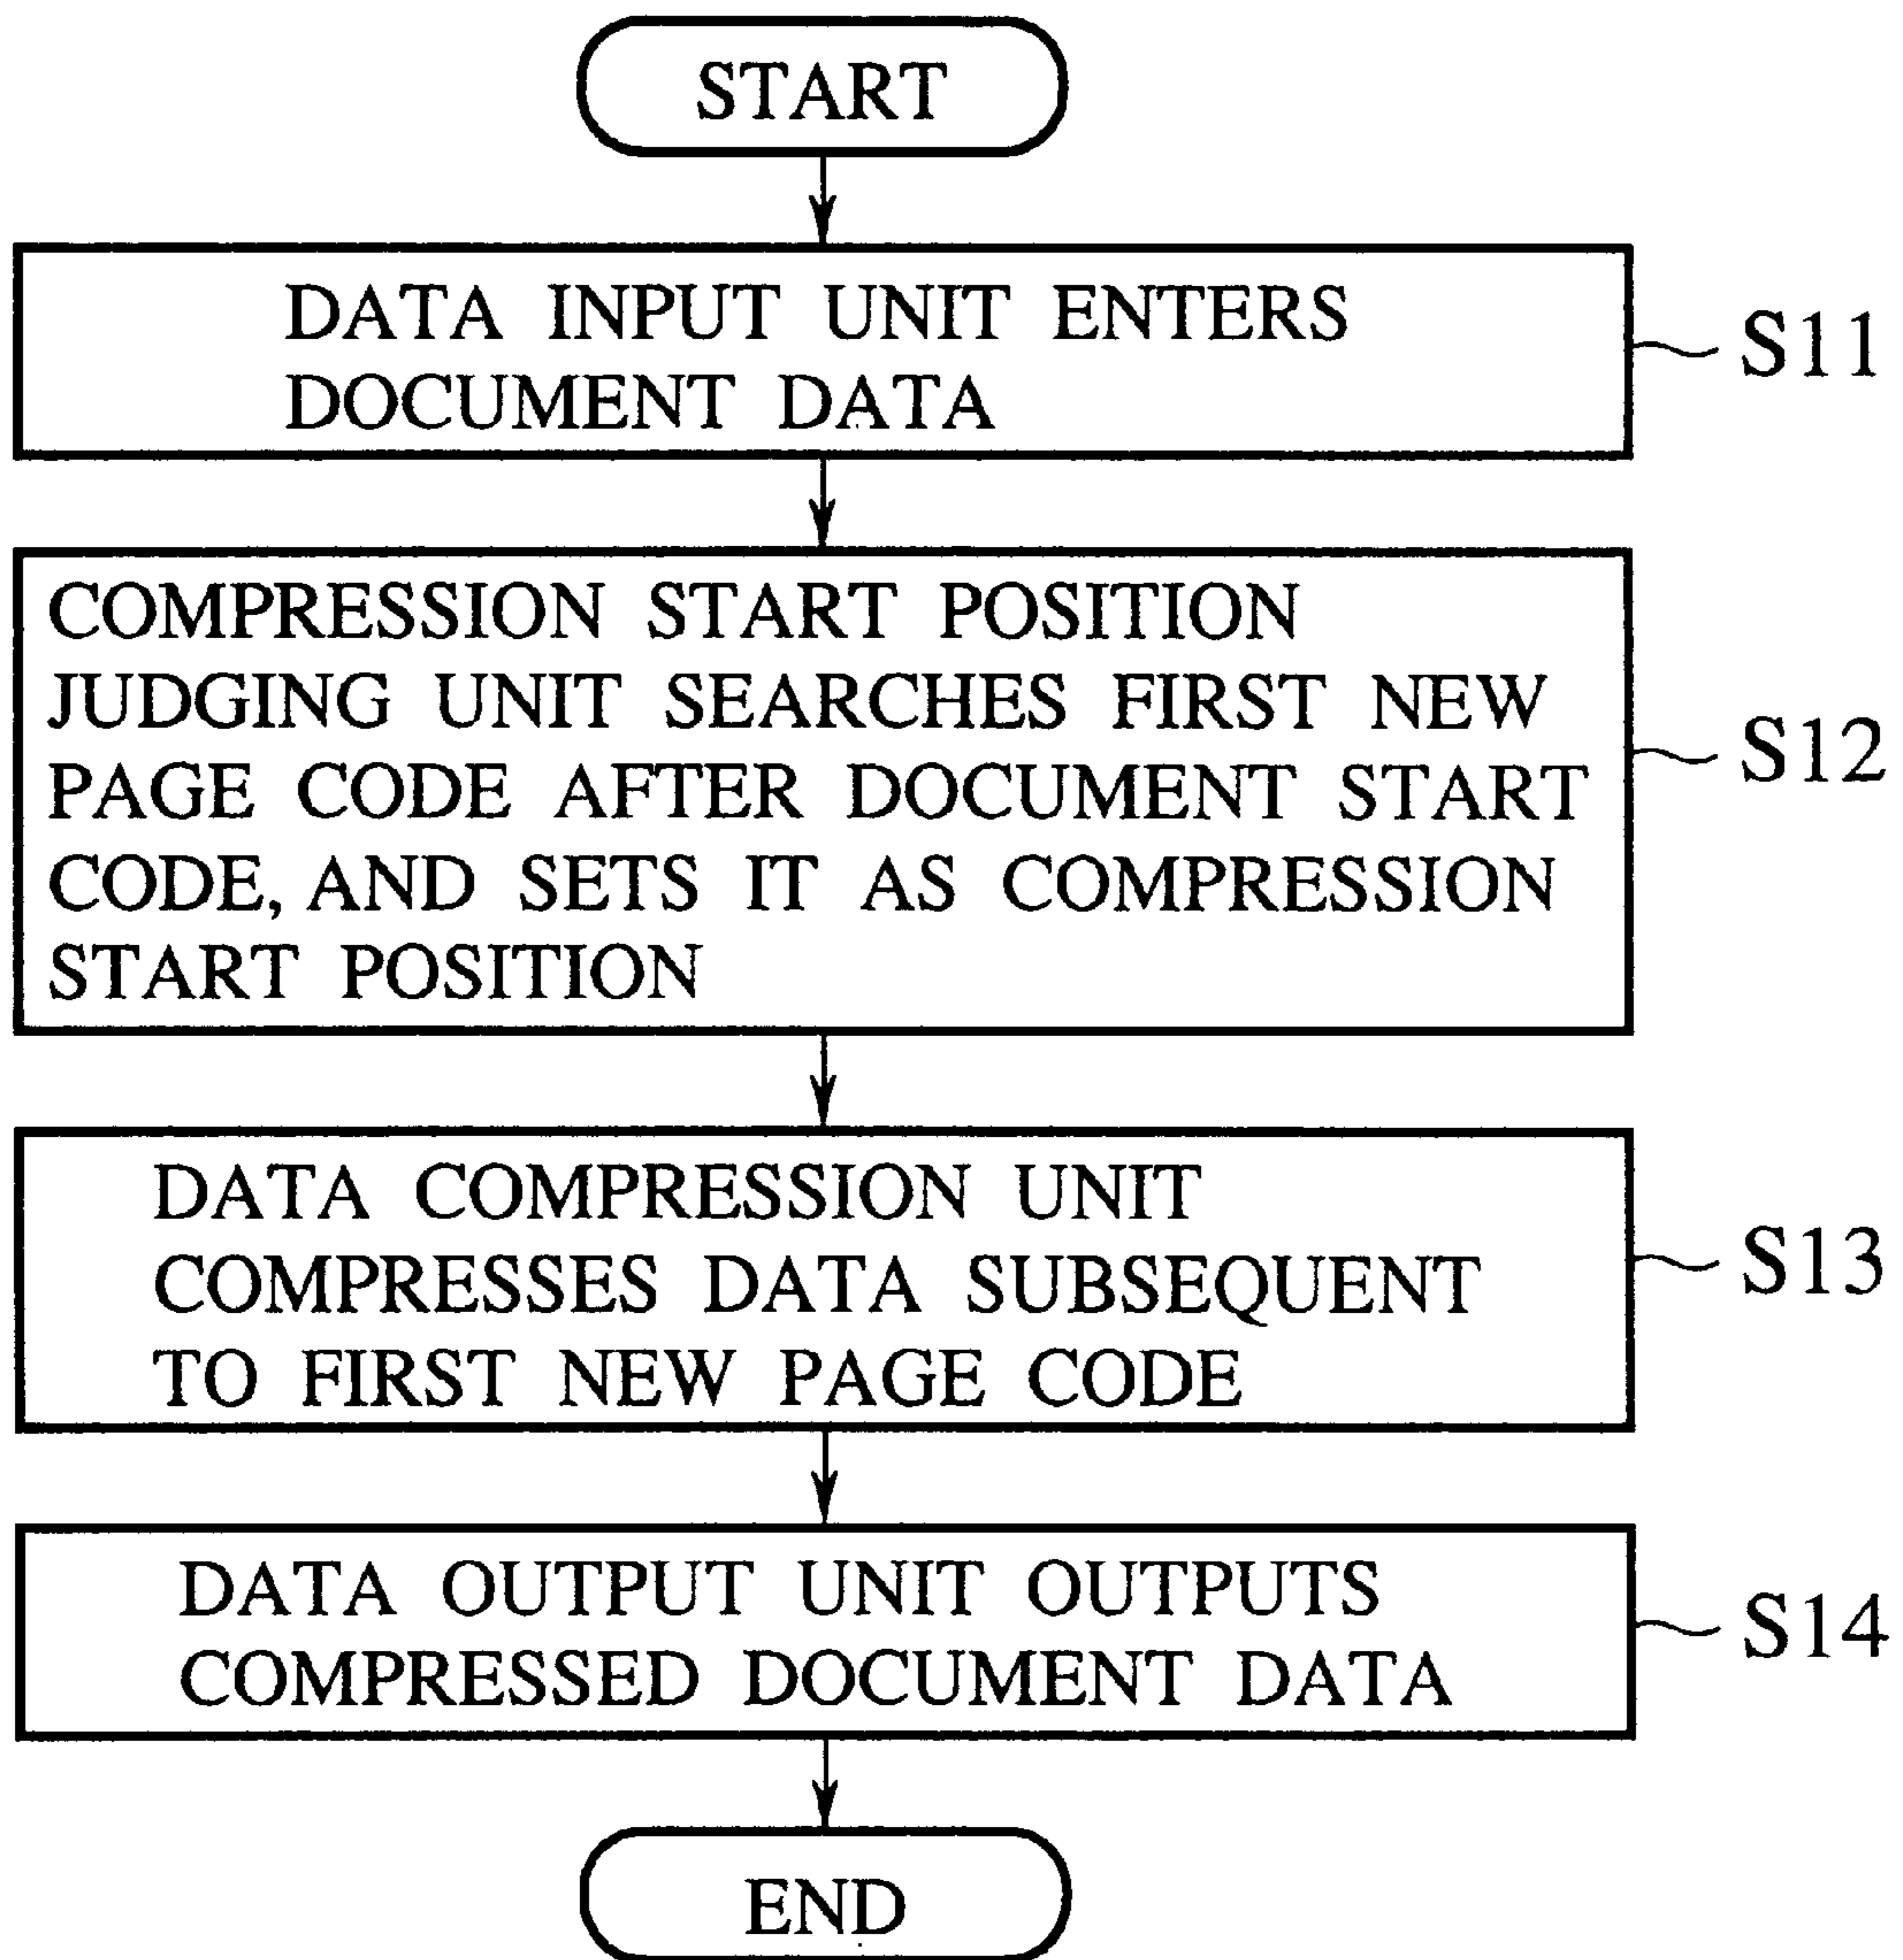 START
DATA INPUT UNIT ENTERS
DOCUMENT DATA
S11
COMPRESSION START POSITION
JUDGING UNIT SEARCHES FIRST NEW
PAGE CODE AFTER DOCUMENT START
CODE, AND SETS IT AS COMPRESSION
START POSITION
S12
DATA COMPRESSION UNIT
COMPRESSES DATA SUBSEQUENT
TO FIRST NEW PAGE CODE
S13
DATA OUTPUT UNIT OUTPUTS
COMPRESSED DOCUMENT DATA
S14
END